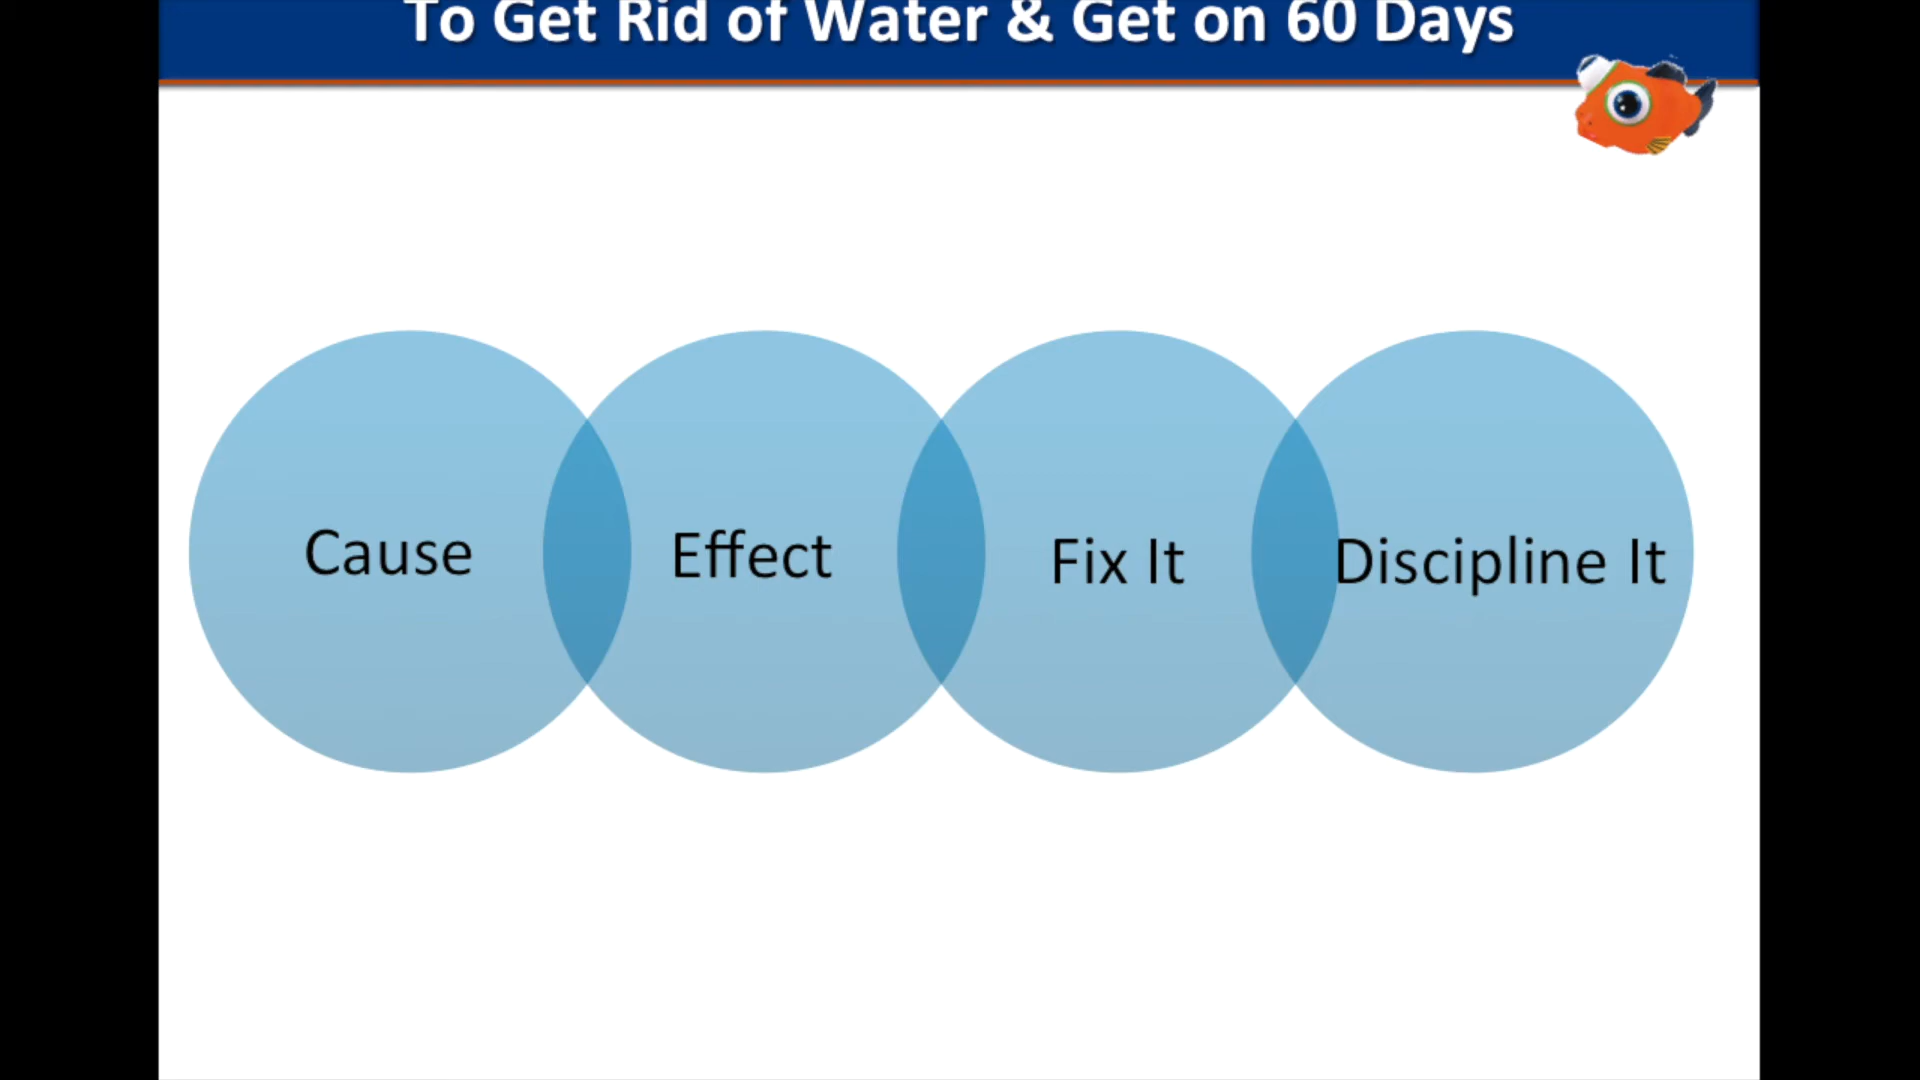 To Get Rid of Water & Get on 60 Days
Cause
Effect
Fix It
Discipline It